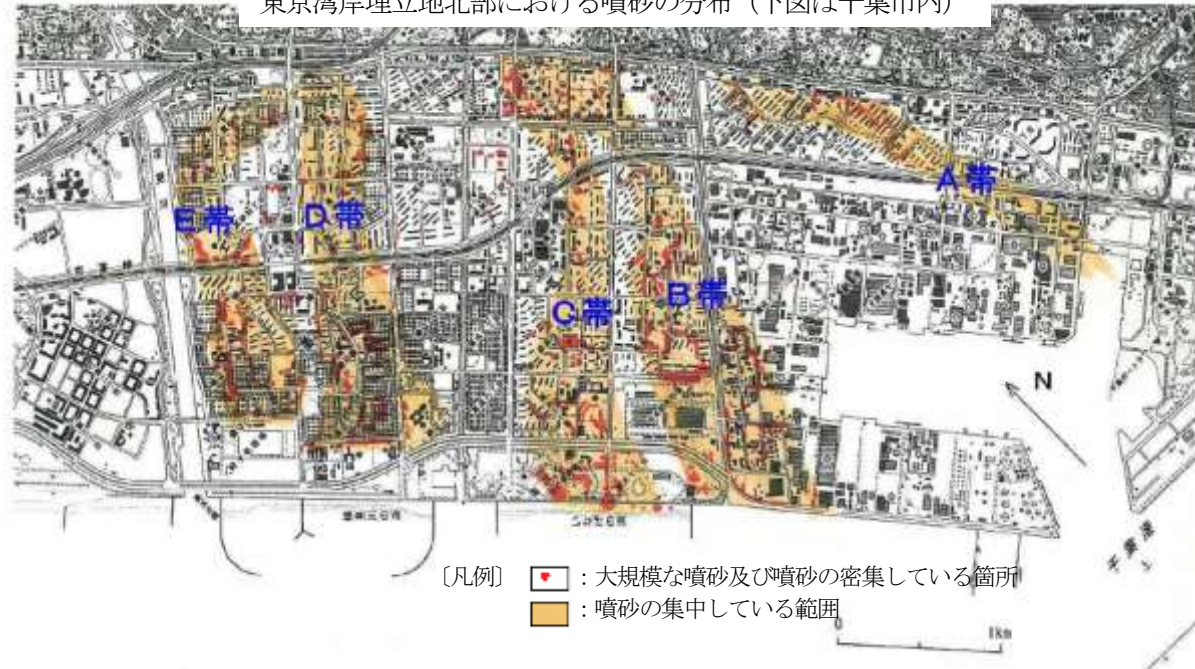 東京湾岸埋立地北部における噴砂の分布（下図は千葉市内）
A帯
E帯
D帯
B帯
C帯
N
〔凡例〕
：大規模な噴砂及び噴砂の密集している箇所
：噴砂の集中している範囲
0
1km